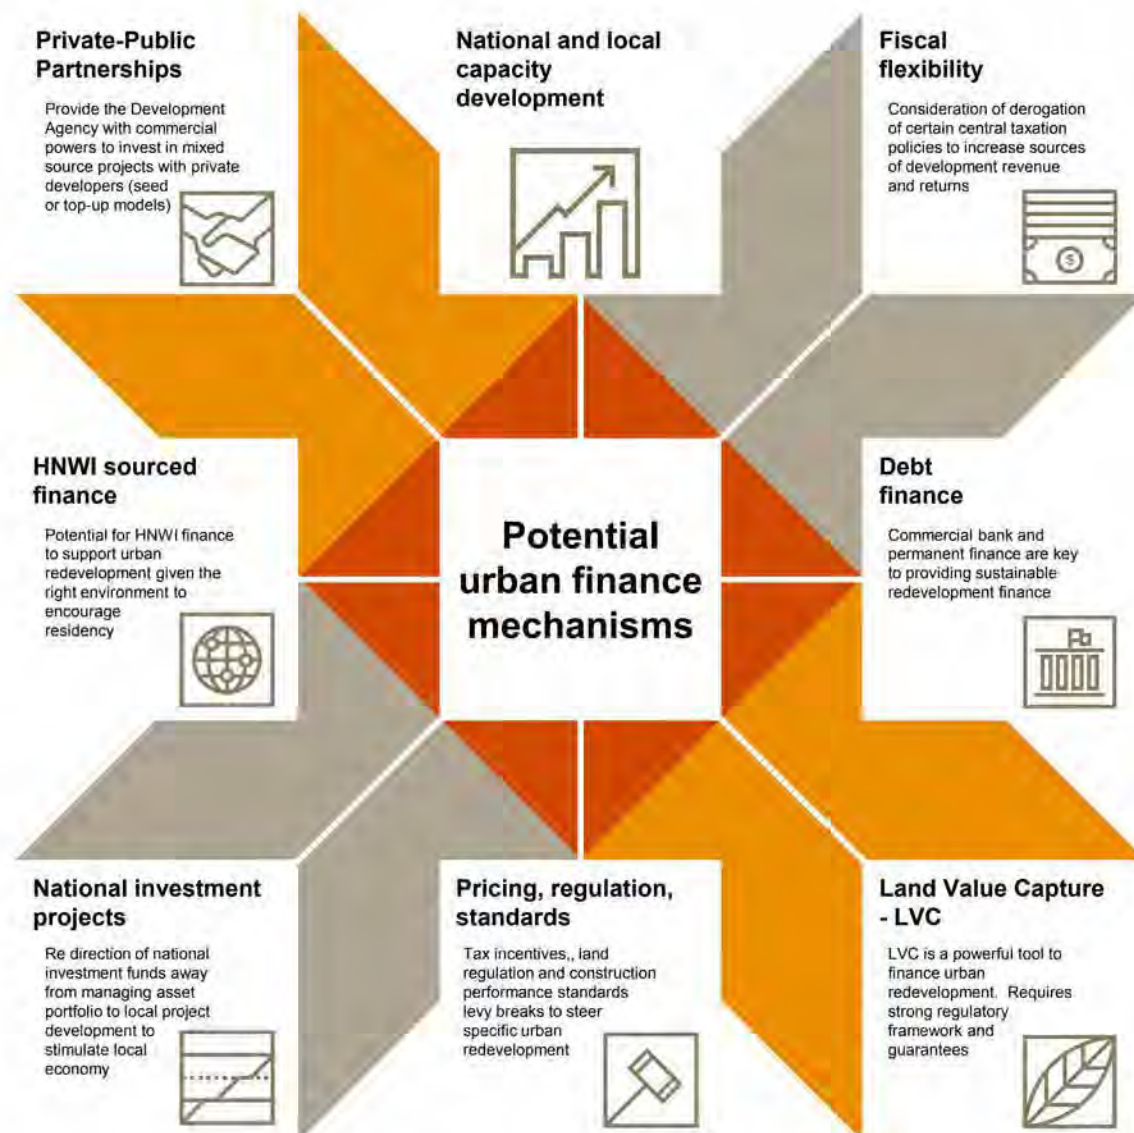 Private-Public
Partnerships
Provide the Development
Agency with commercial
powers to invest in mixed
source projects with private
developers (seed
or top-up models)
National and local
capacity
development
Fiscal
flexibility
Consideration of derogation
of certain central taxation
policies to increase sources
of development revenue
and returns
$
HNWI sourced
finance
Potential for HNWI finance
to support urban
redevelopment given the
right environment to
encourage
residency
Potential
urban finance
mechanisms
Debt
finance
Commercial bank and
permanent finance are key
to providing sustainable
redevelopment finance
National investment
projects
Re direction of national
investment funds away
from managing asset
portfolio to local project
development to
stimulate local
economy
Pricing, regulation,
standards
Tax incentives,, land
regulation and construction
performance standards
levy breaks to steer
specific urban
redevelopment
Land Value Capture
- LVC
LVC is a powerful tool to
finance urban
redevelopment. Requires
strong regulatory
framework and
guarantees